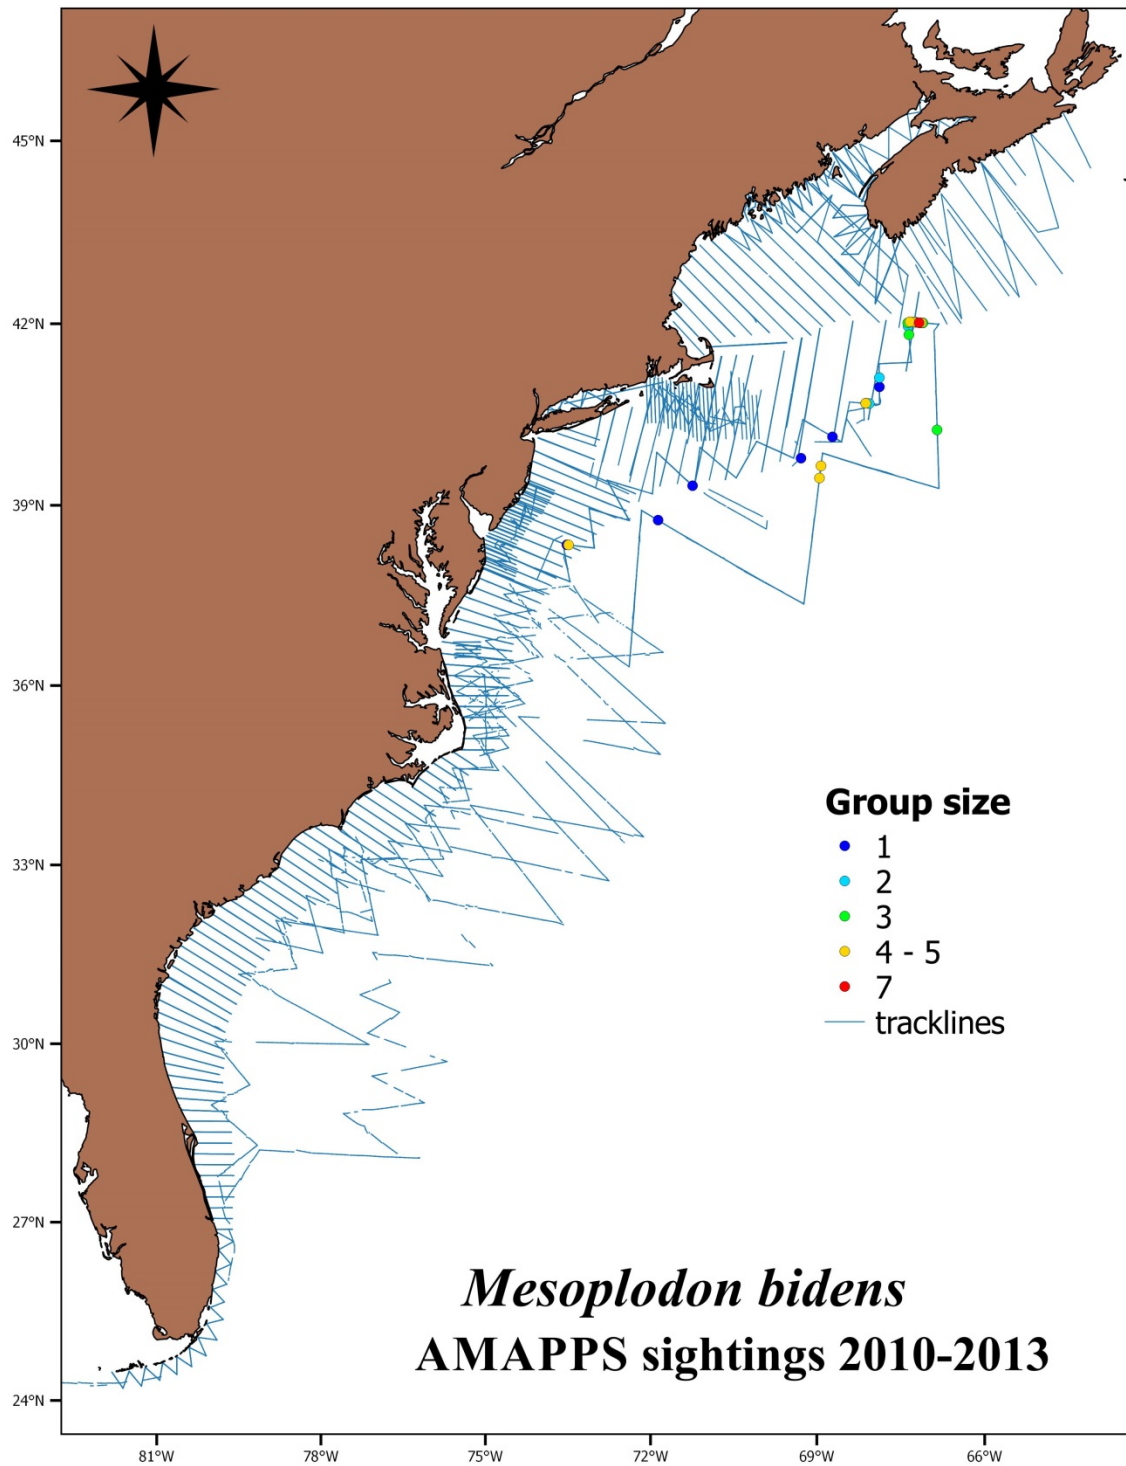 45°N
42°N
39°N
36°N
33°N
30°N
27°N
24°N
Group size
1
2
3
4 - 5
7
tracklines
Mesoplodon bidens
AMAPPS sightings 2010-2013
81°W
78°W
75°W
72°W
69°W
66°W